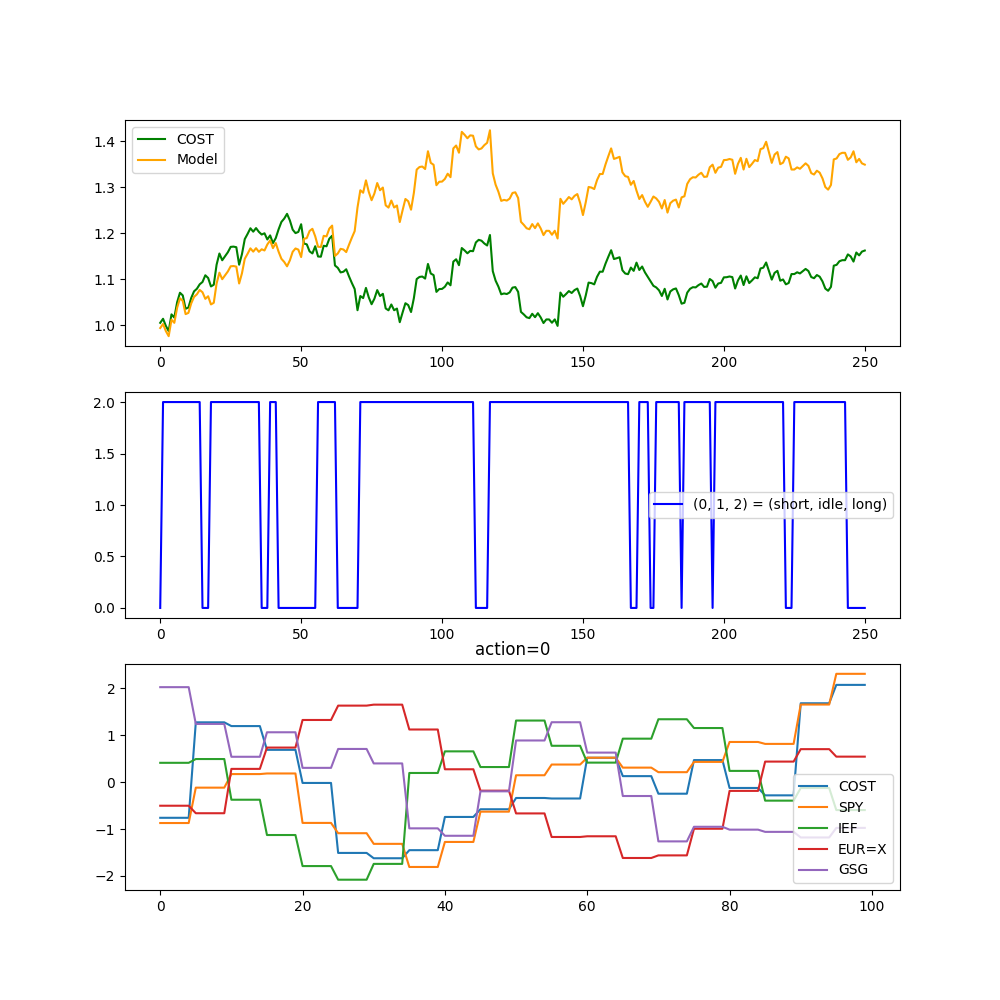 COST
Model
1.4
1.3
1.2
1.1
1.0
0 50 100 150 200 250
2.0
1.5
1.0
0.5
0.0
(0, 1, 2) = (short, idle, long)
0 50 100 150 200 250
action=0
2
1
0
−1
−2
COST
SPY
IEF
EUR=X
GSG
0 20 40 60 80 100